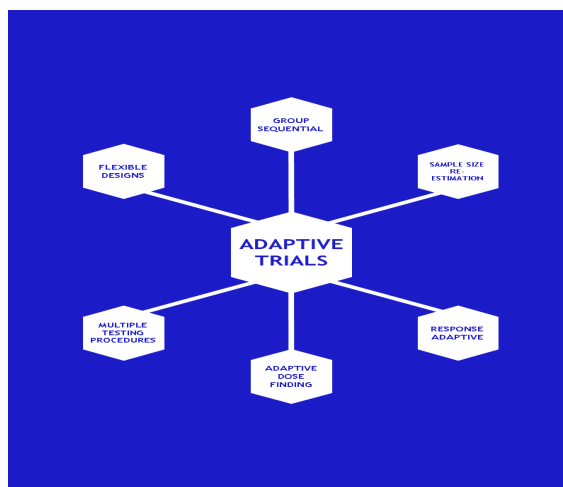 GROUP
SEQUENTIAL
FLEXIBLE
DESIGNS
SAMPLE SIZE
RE-
ESTIMATION
ADAPTIVE
TRIALS
MULTIPLE
TESTING
PROCEDURES
RESPONSE
ADAPTIVE
ADAPTIVE
DOSE
FINDING